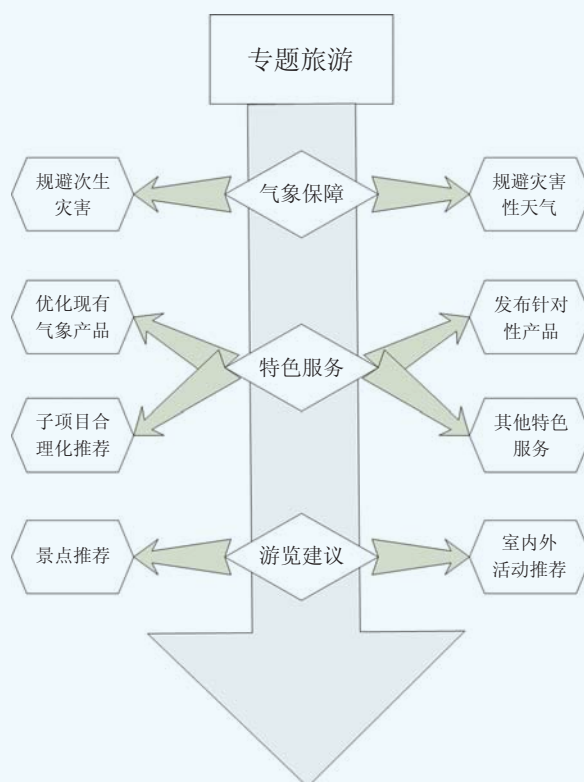 专题旅游
规避次生
灾害
气象保障
规避灾害
性天气
优化现有
气象产品
特色服务
发布针对
性产品
子项目合
理化推荐
其他特色
服务
景点推荐
游览建议
室内外
活动推荐